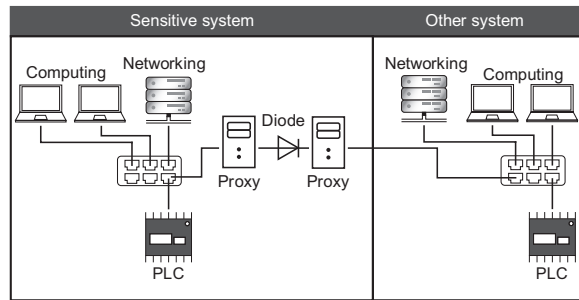 Sensitive system
Other system
Networking
Computing
Diode
Proxy
Proxy
PLC
Networking
Computing
PLC